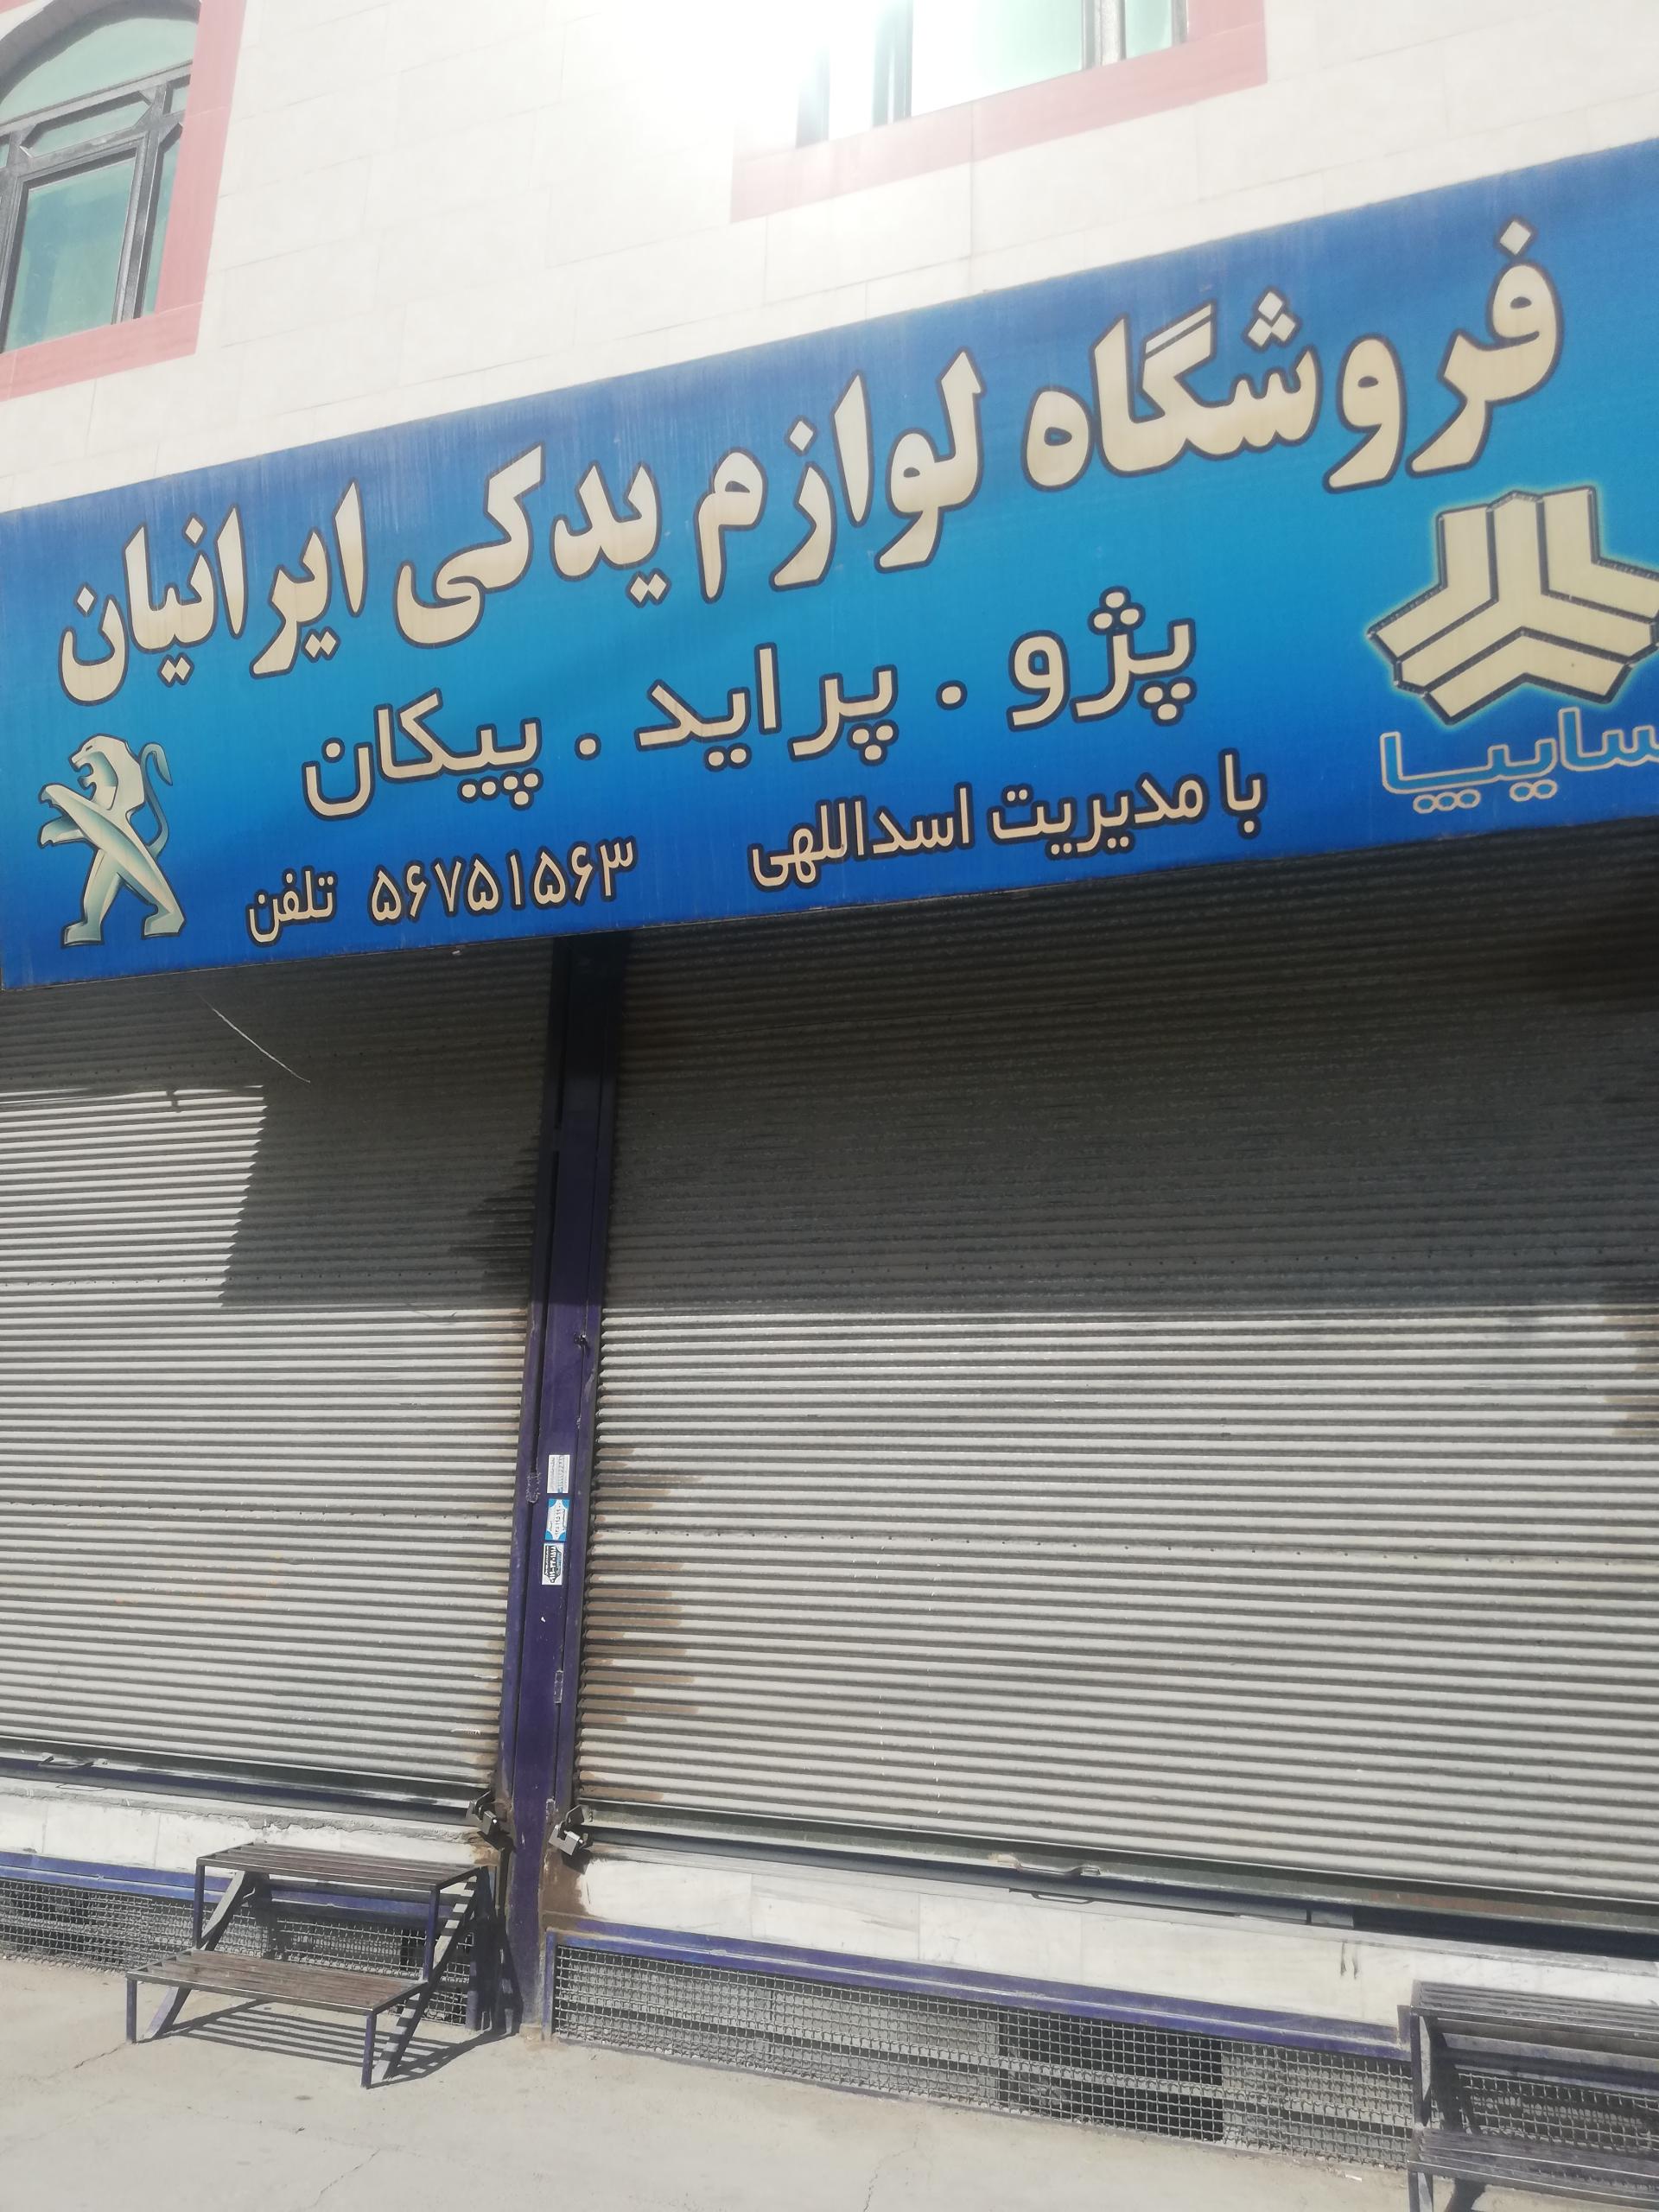 فروشگاه لوازم یدکی ایرانیان
پژو . پراید . پیکان
سایپا
با مدیریت اسداللهی
۵۶۷۵۱۵۶۳ تلفن